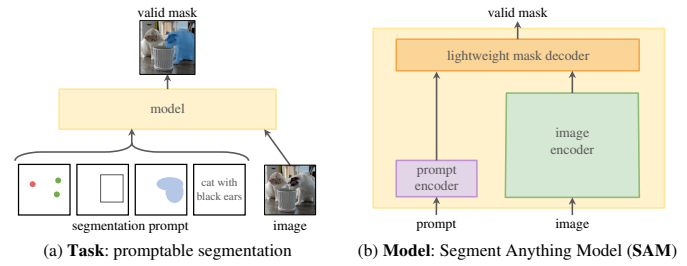 valid mask
model
cat with
black ears
segmentation prompt
image
(a) Task: promptable segmentation
valid mask
lightweight mask decoder
image
encoder
prompt
encoder
prompt
image
(b) Model: Segment Anything Model (SAM)